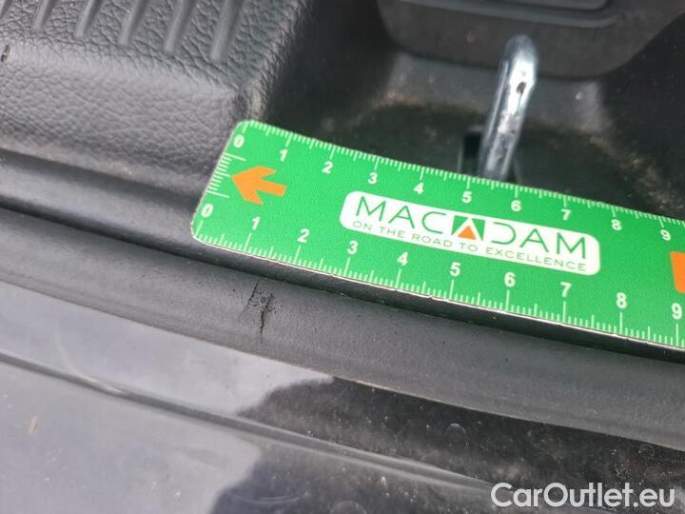 0 1 2 3 4 5 6 7 8 9
MACADAM
ON THE ROAD TO EXCELLENCE
0 1 2 3 4 5 6 7 8 9
CarOutlet.eu